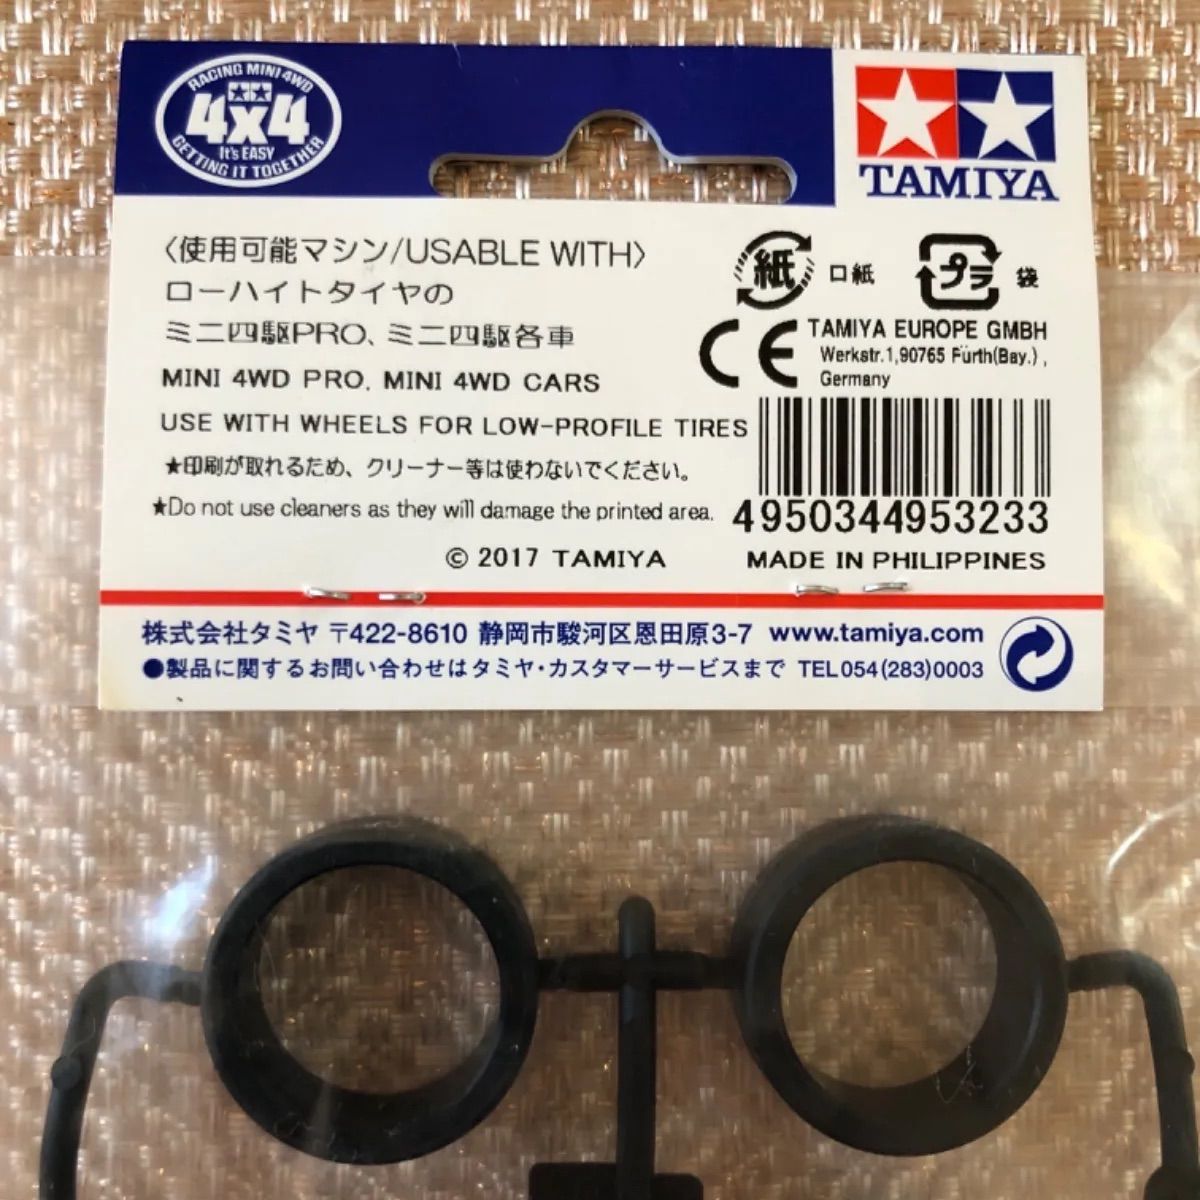 RACING MINI 4WD
4x4
It's EASY
GETTING IT TOGETHER
TAMIYA
〈使用可能マシン/USABLE WITH〉
ローハイトタイヤの
ミニ四駆PRO、ミニ四駆各車
MINI 4WD PRO, MINI 4WD CARS
USE WITH WHEELS FOR LOW-PROFILE TIRES
★印刷が取れるため、クリーナー等は使わないでください。
★Do not use cleaners as they will damage the printed area.
© 2017 TAMIYA
紙 口紙
プラ 袋
CE
TAMIYA EUROPE GMBH
Werkstr.1,90765 Fürth(Bay.),
Germany
4950344953233
MADE IN PHILIPPINES
株式会社タミヤ 〒422-8610 静岡市駿河区恩田原3-7 www.tamiya.com
●製品に関するお問い合わせはタミヤ・カスタマーサービスまで TEL054(283)0003